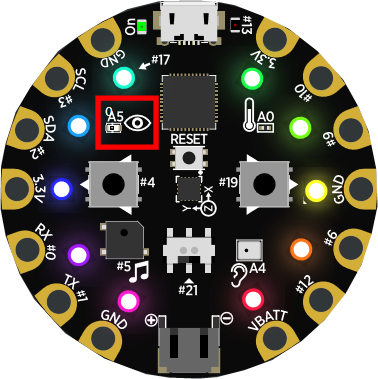 On
#13
GND
#17
3.3V
SCL
#3
#10
A5
A0
SDA
#2
#9
RESET
#4
#19
3.3V
GND
X
Y
Z
RX
#0
#6
#5
A4
#21
TX
#1
#12
GND
VBATT